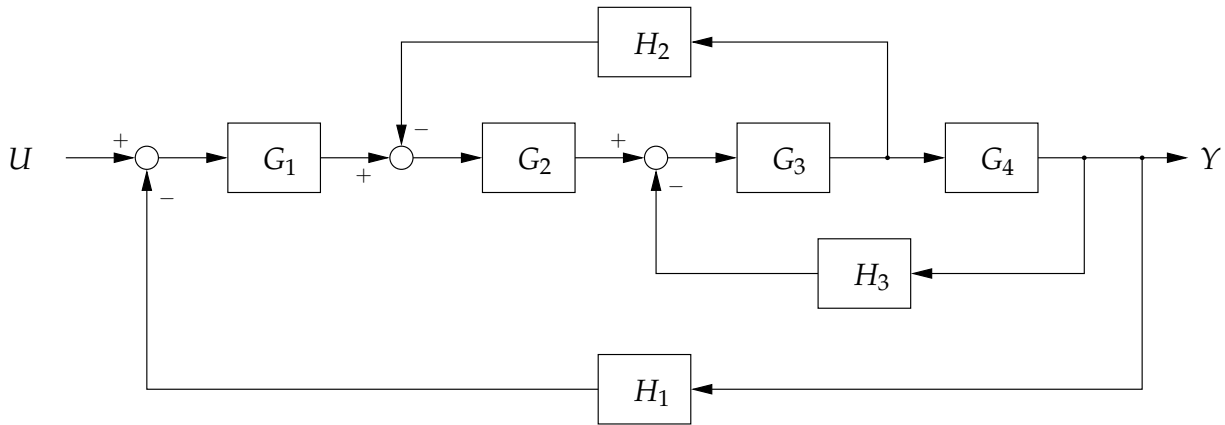 H₂
U + G₁ + − G₂ + G₃ G₄ Y
− −
H₃
H₁